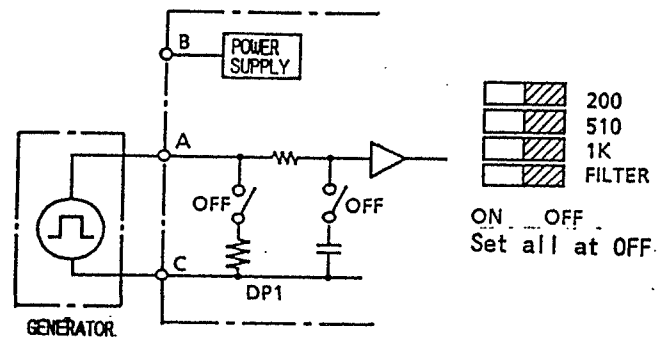 B
POWER
SUPPLY
A
OFF
OFF
C
DP1
GENERATOR
200
510
1K
FILTER
ON OFF
Set all at OFF